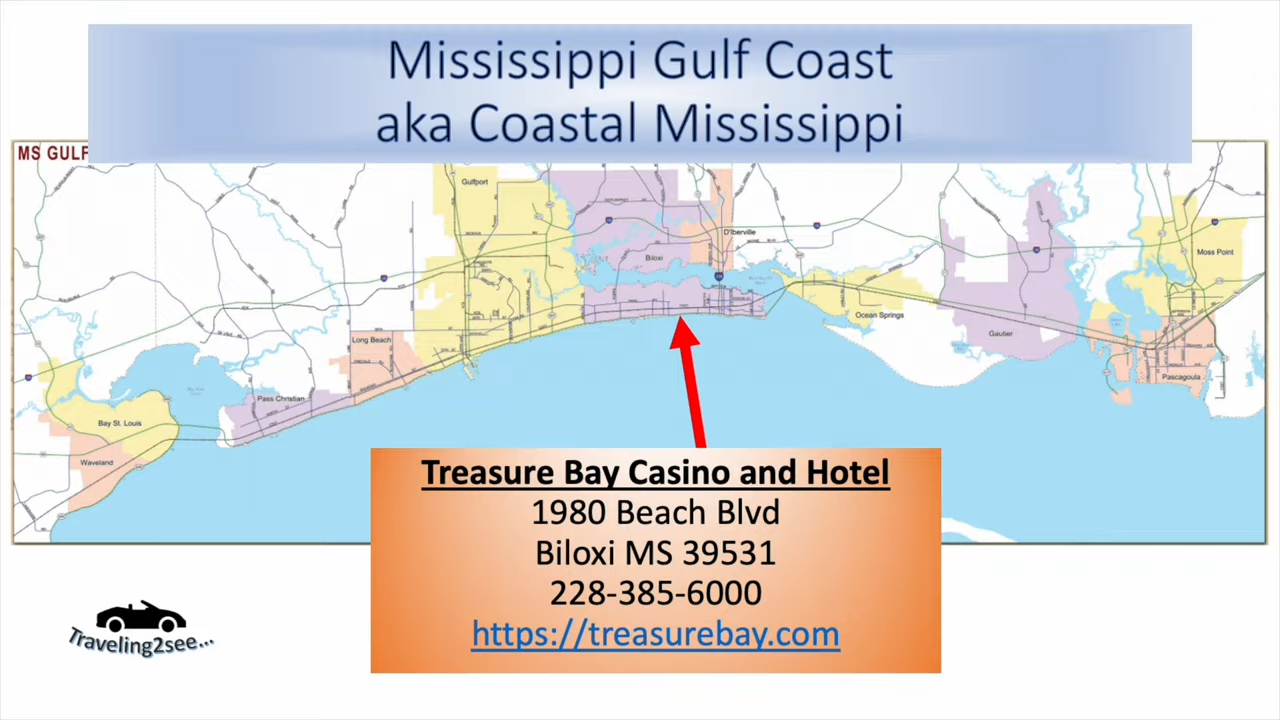 Mississippi Gulf Coast
aka Coastal Mississippi
MS GULF
Gulfport
D'Iberville
Biloxi
Moss Point
Ocean Springs
Long Beach
Gautier
Pascagoula
Pass Christian
Bay St. Louis
Waveland
Treasure Bay Casino and Hotel
1980 Beach Blvd
Biloxi MS 39531
228-385-6000
https://treasurebay.com
Traveling2see...